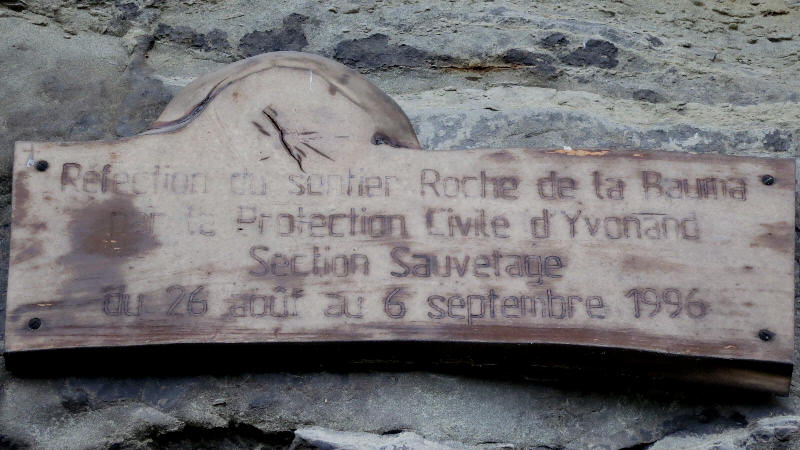 Réfection du sentier Roche de la Bauma
par la Protection Civile d'Yvonand
Section Sauvetage
du 26 août au 6 septembre 1996